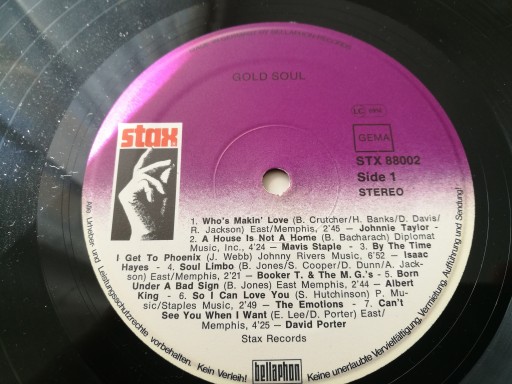 GOLD SOUL
LC
GEMA
stax
STX 88002
Side 1
STEREO
1. Who's Makin' Love (B. Crutcher/H. Banks/D. Davis/
R. Jackson) East/Memphis, 2'45 - Johnnie Taylor -
2. A House Is Not A Home (B. Bacharach) Diplomat
Music, Inc., 4'24 - Mavis Staple - 3. By The Time
I Get To Phoenix (J. Webb) Johnny Rivers Music, 6'52 - Isaac
Hayes - 4. Soul Limbo (B. Jones/S. Cooper/D. Dunn/A. Jack-
son) East/Memphis, 2'21 - Booker T. & The M. G.'s - 5. Born
Under A Bad Sign (B. Jones) East Memphis, 2'44 - Albert
King - 6. So I Can Love You (S. Hutchinson) P. Mu-
sic/Staples Music, 2'49 - The Emotions - 7. Can't
See You When I Want (E. Lee/D. Porter) East/
Memphis, 4'25 - David Porter
Stax Records
bellaphon
Alle Urheber- und Leistungsschutzrechte vorbehalten. Kein Verleih! Keine unerlaubte Vervielfältigung, Vermietung, Aufführung und Sendung!